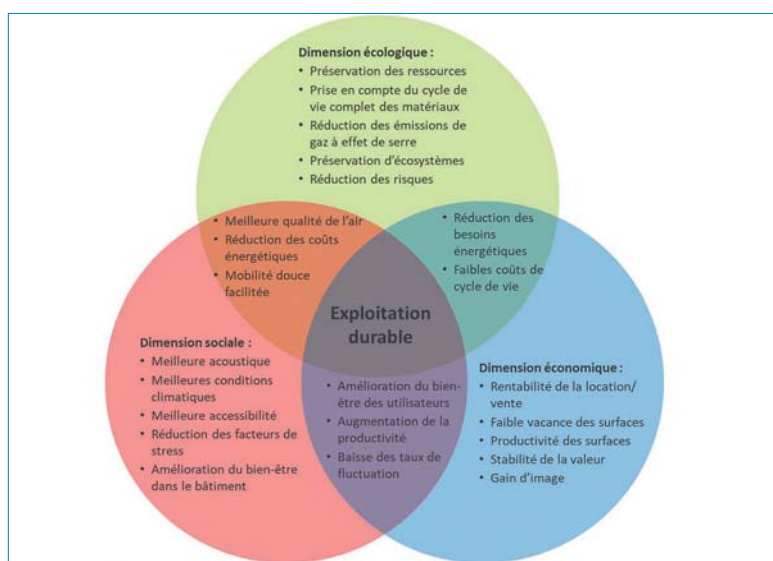 Dimension écologique :
• Préservation des ressources
• Prise en compte du cycle de
vie complet des matériaux
• Réduction des émissions de
gaz à effet de serre
• Préservation d'écosystèmes
• Réduction des risques
• Meilleure qualité de l'air
• Réduction des coûts
énergétiques
• Mobilité douce
facilitée
• Réduction des
besoins
énergétiques
• Faibles coûts de
cycle de vie
Exploitation
durable
Dimension sociale :
• Meilleure acoustique
• Meilleures conditions
climatiques
• Meilleure accessibilité
• Réduction des facteurs de
stress
• Amélioration du bien-être
dans le bâtiment
• Amélioration du bien-
être des utilisateurs
• Augmentation de la
productivité
• Baisse des taux de
fluctuation
Dimension économique :
• Rentabilité de la location/
vente
• Faible vacance des surfaces
• Productivité des surfaces
• Stabilité de la valeur
• Gain d'image